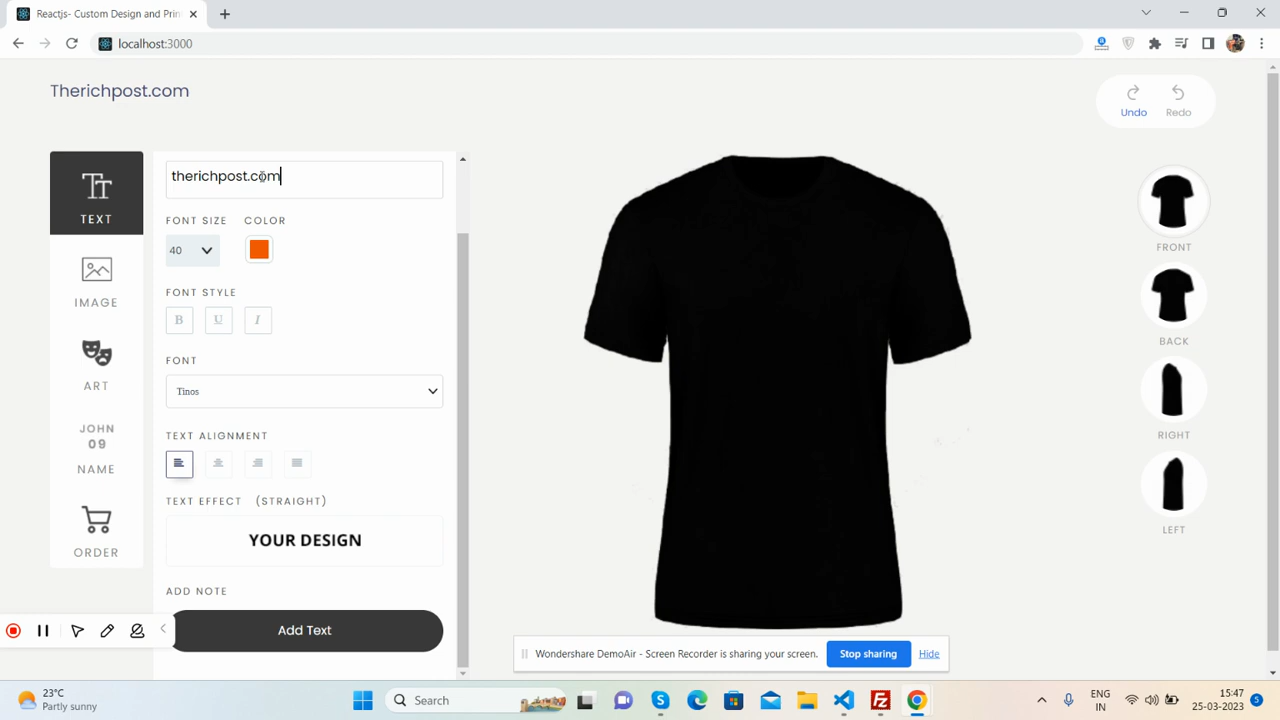 Reactjs- Custom Design and Prin
localhost:3000
Therichpost.com
Undo
Redo
TEXT
IMAGE
ART
JOHN
09
NAME
ORDER
therichpost.com
FONT SIZE
COLOR
40
FONT STYLE
B
U
I
FONT
Tinos
TEXT ALIGNMENT
TEXT EFFECT (STRAIGHT)
YOUR DESIGN
ADD NOTE
Add Text
FRONT
BACK
RIGHT
LEFT
Wondershare DemoAir - Screen Recorder is sharing your screen.
Stop sharing
Hide
23°C
Partly sunny
Search
ENG
IN
15:47
25-03-2023
5